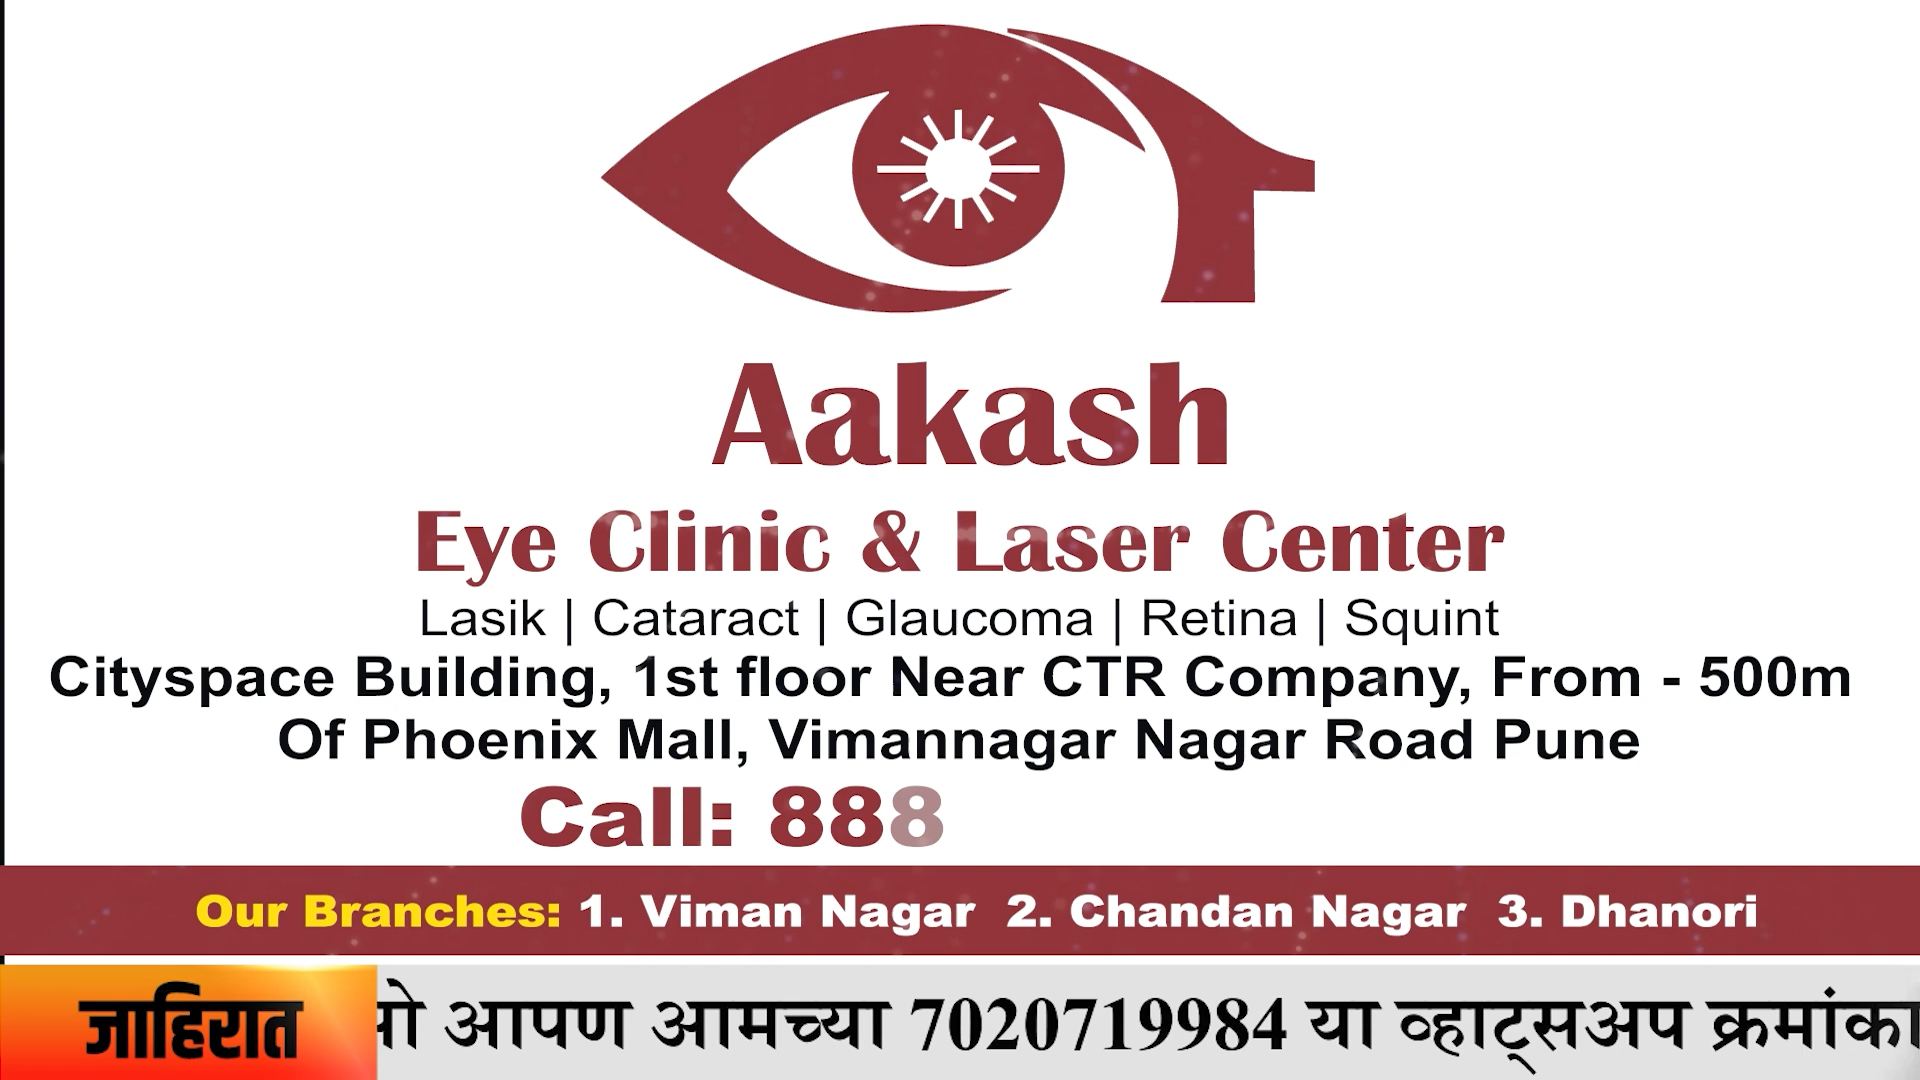 Aakash
Eye Clinic & Laser Center
Lasik | Cataract | Glaucoma | Retina | Squint
Cityspace Building, 1st floor Near CTR Company, From - 500m
Of Phoenix Mall, Vimannagar Nagar Road Pune
Call: 888
Our Branches: 1. Viman Nagar 2. Chandan Nagar 3. Dhanori
जाहिरात
आपण आमच्या 7020719984 या व्हाट्सअप